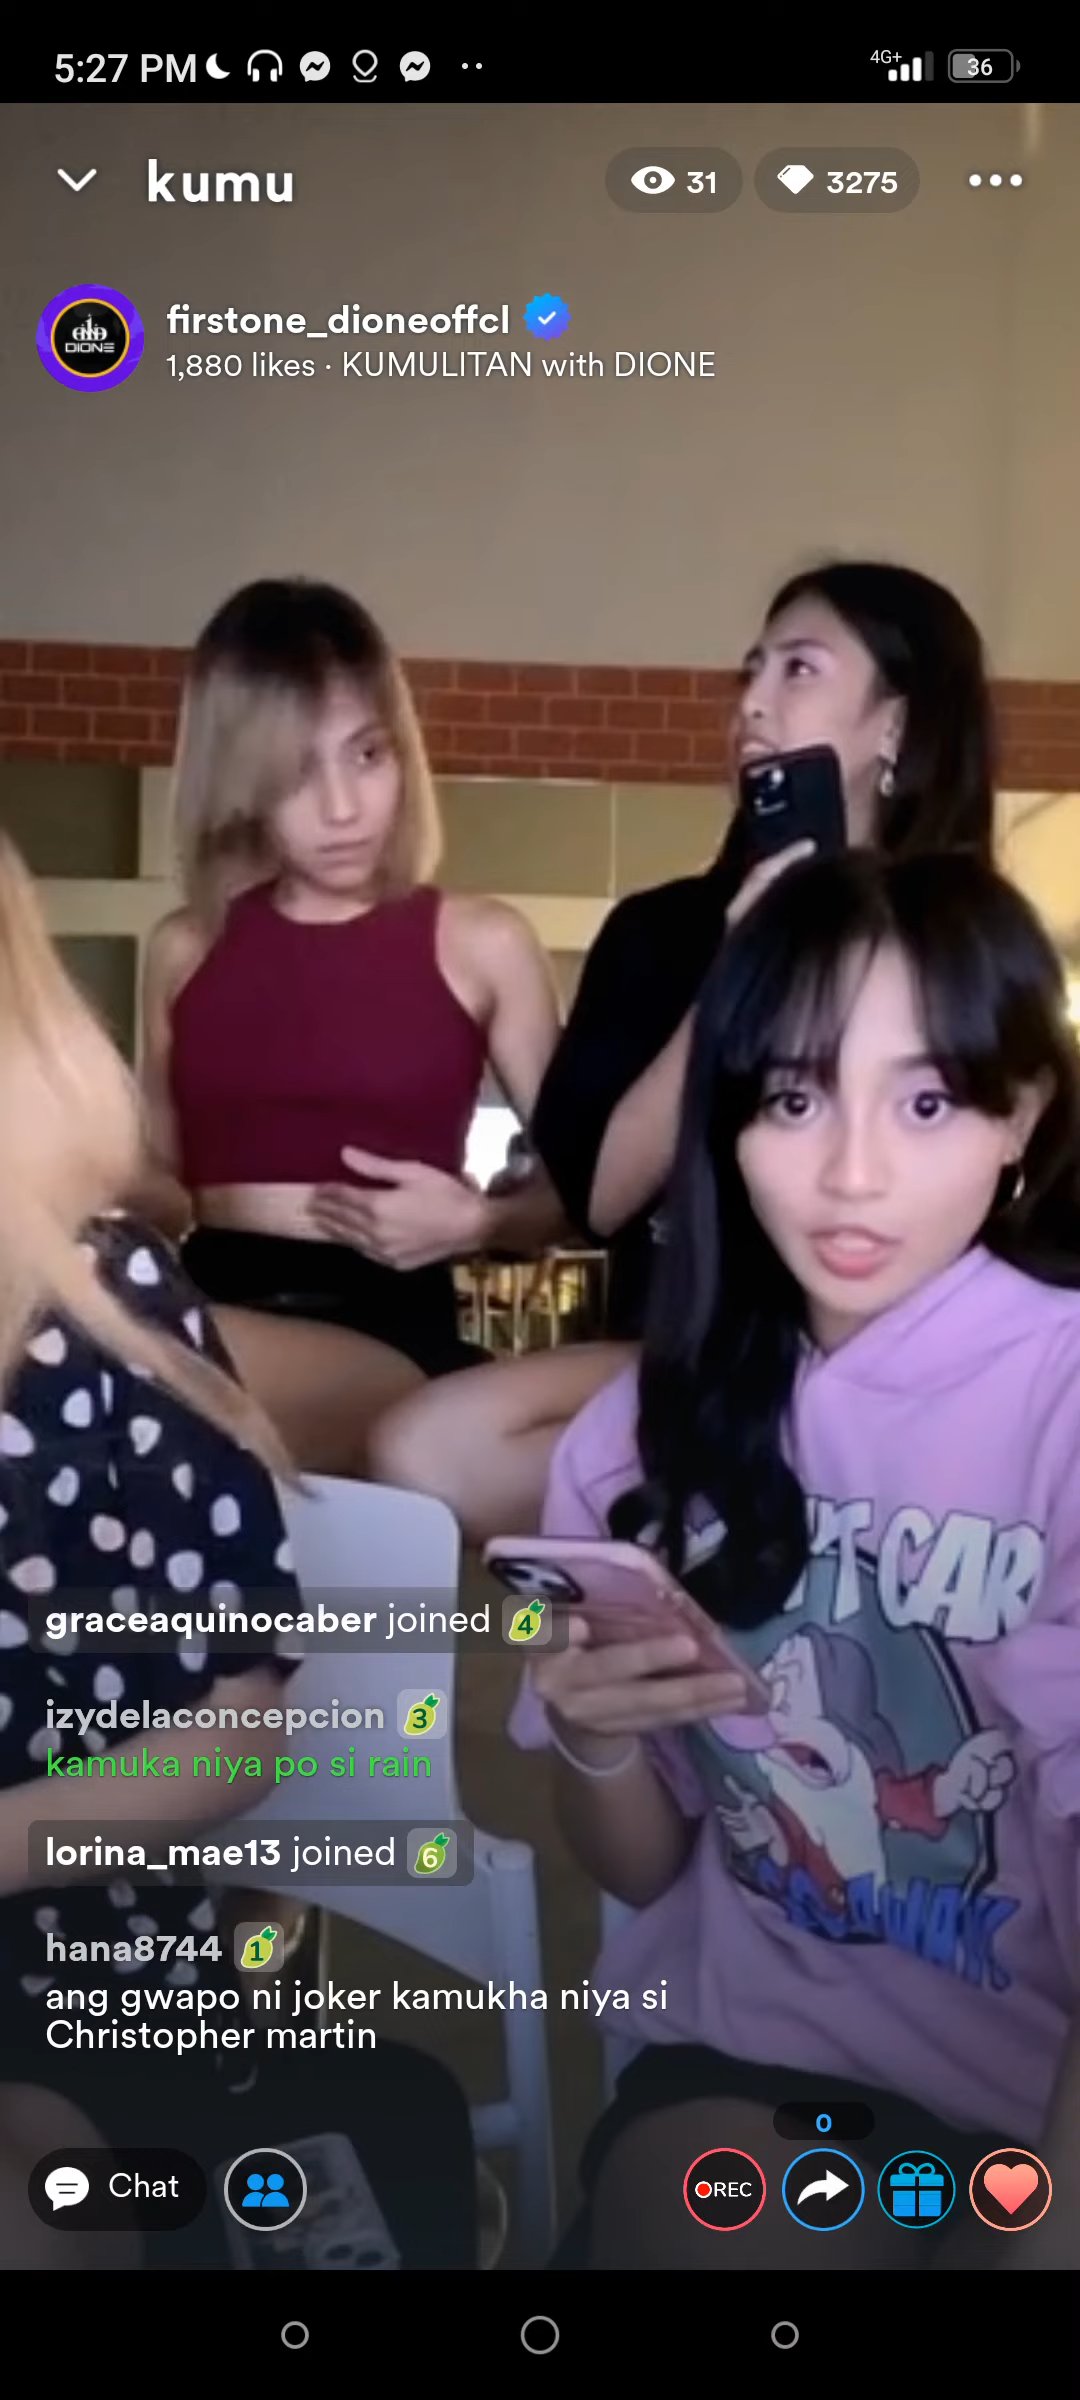 5:27 PM
4G+
36
kumu
31
3275
firstone_dioneoffcl
1,880 likes · KUMULITAN with DIONE
DIONE
T CAR
graceaquinocaber joined 4
izydelaconcepcion 3
kamuka niya po si rain
lorina_mae13 joined 6
hana8744 1
ang gwapo ni joker kamukha niya si
Christopher martin
0
Chat
REC